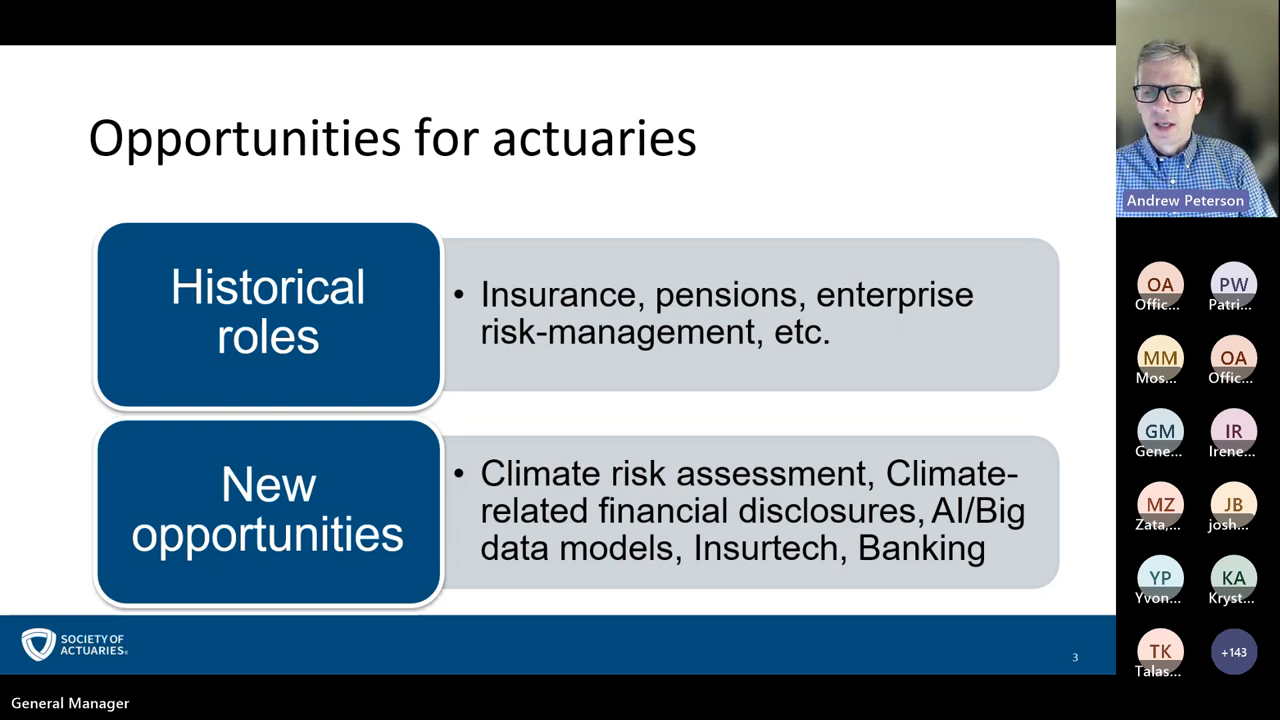 Opportunities for actuaries
Historical
roles
• Insurance, pensions, enterprise
risk-management, etc.
New
opportunities
• Climate risk assessment, Climate-
related financial disclosures, AI/Big
data models, Insurtech, Banking
SOCIETY OF
ACTUARIES®
3
General Manager
Andrew Peterson
OA
Offic...
PW
Patri...
MM
Mos...
OA
Offic...
GM
Gene...
IR
Irene...
MZ
Zata,...
JB
josh...
YP
Yvon...
KA
Kryst...
TK
Talas...
+143